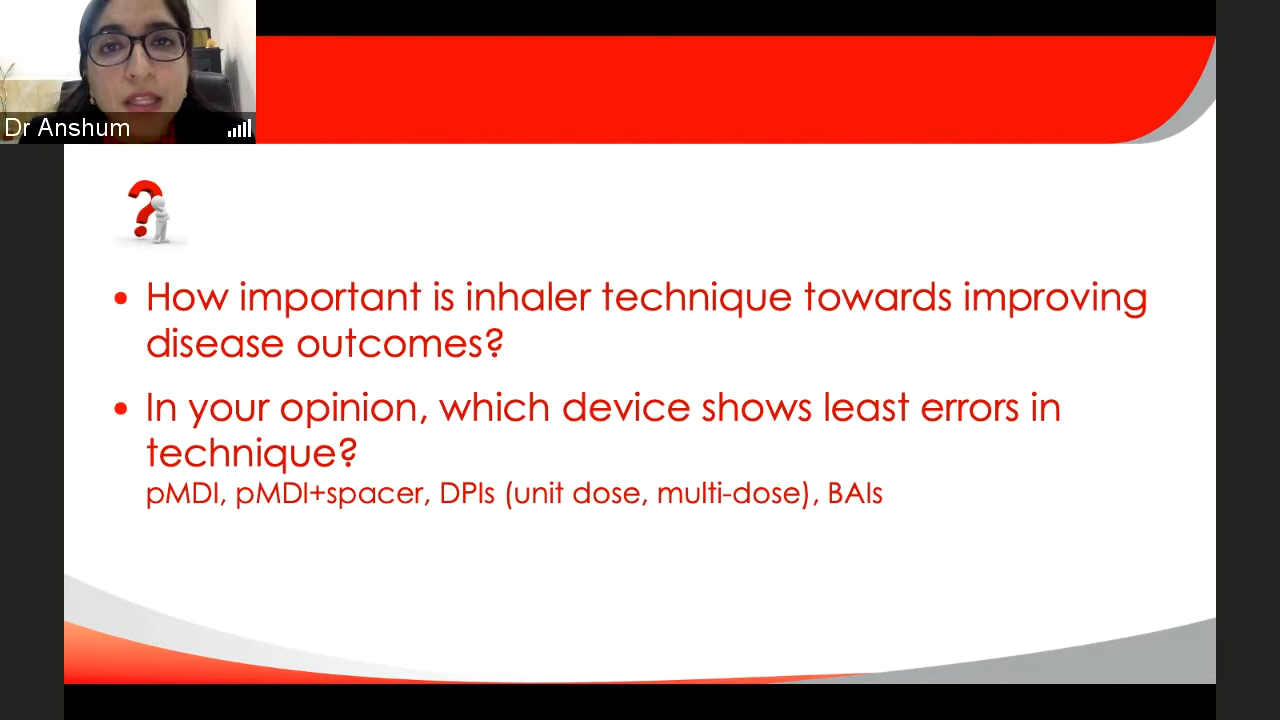 Dr Anshum
?
• How important is inhaler technique towards improving
disease outcomes?
• In your opinion, which device shows least errors in
technique?
pMDI, pMDI+spacer, DPIs (unit dose, multi-dose), BAIs